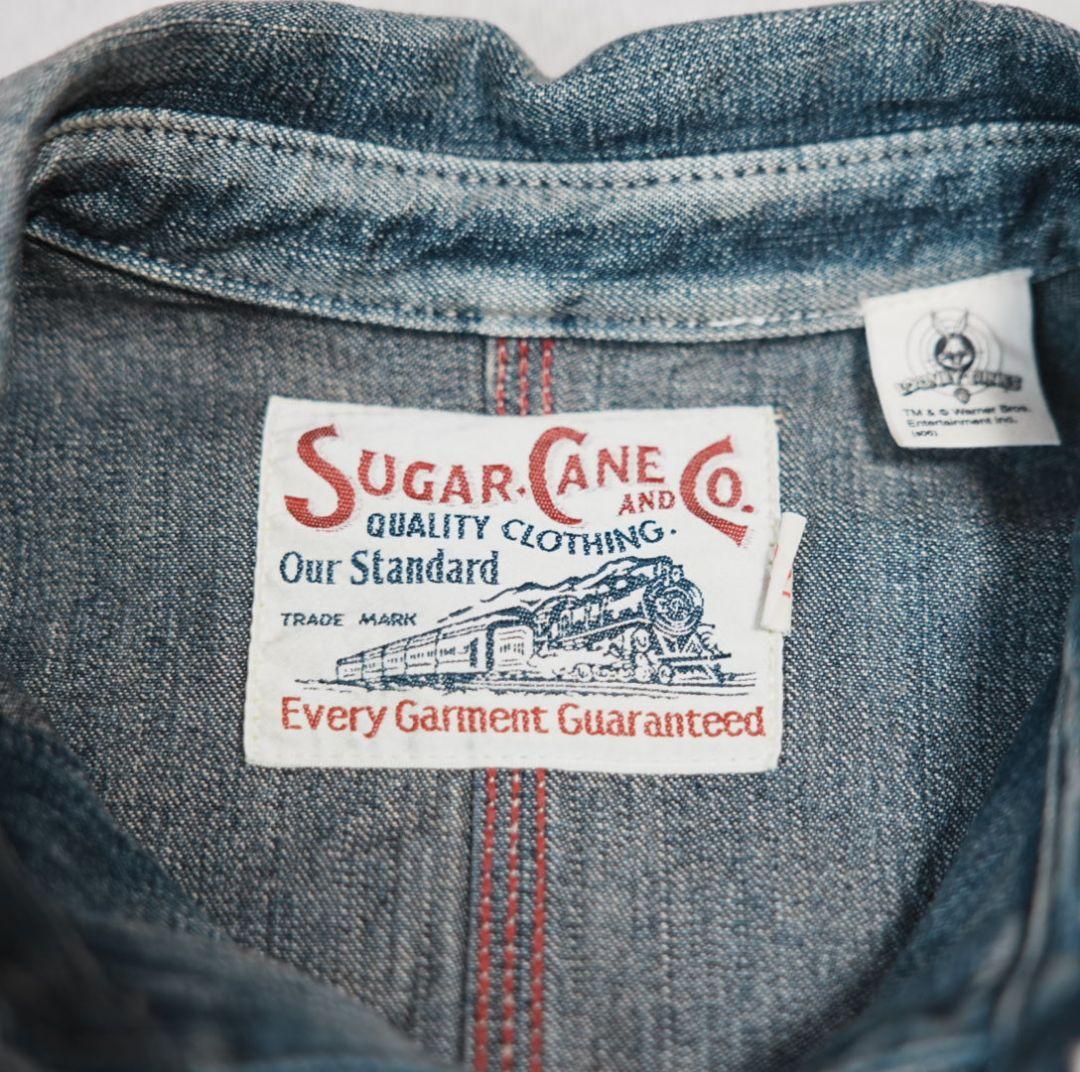 SUGAR.CANE AND CO.
QUALITY CLOTHING.
Our Standard
TRADE MARK
Every Garment Guaranteed
TM & © Warner Bros.
Entertainment Inc.